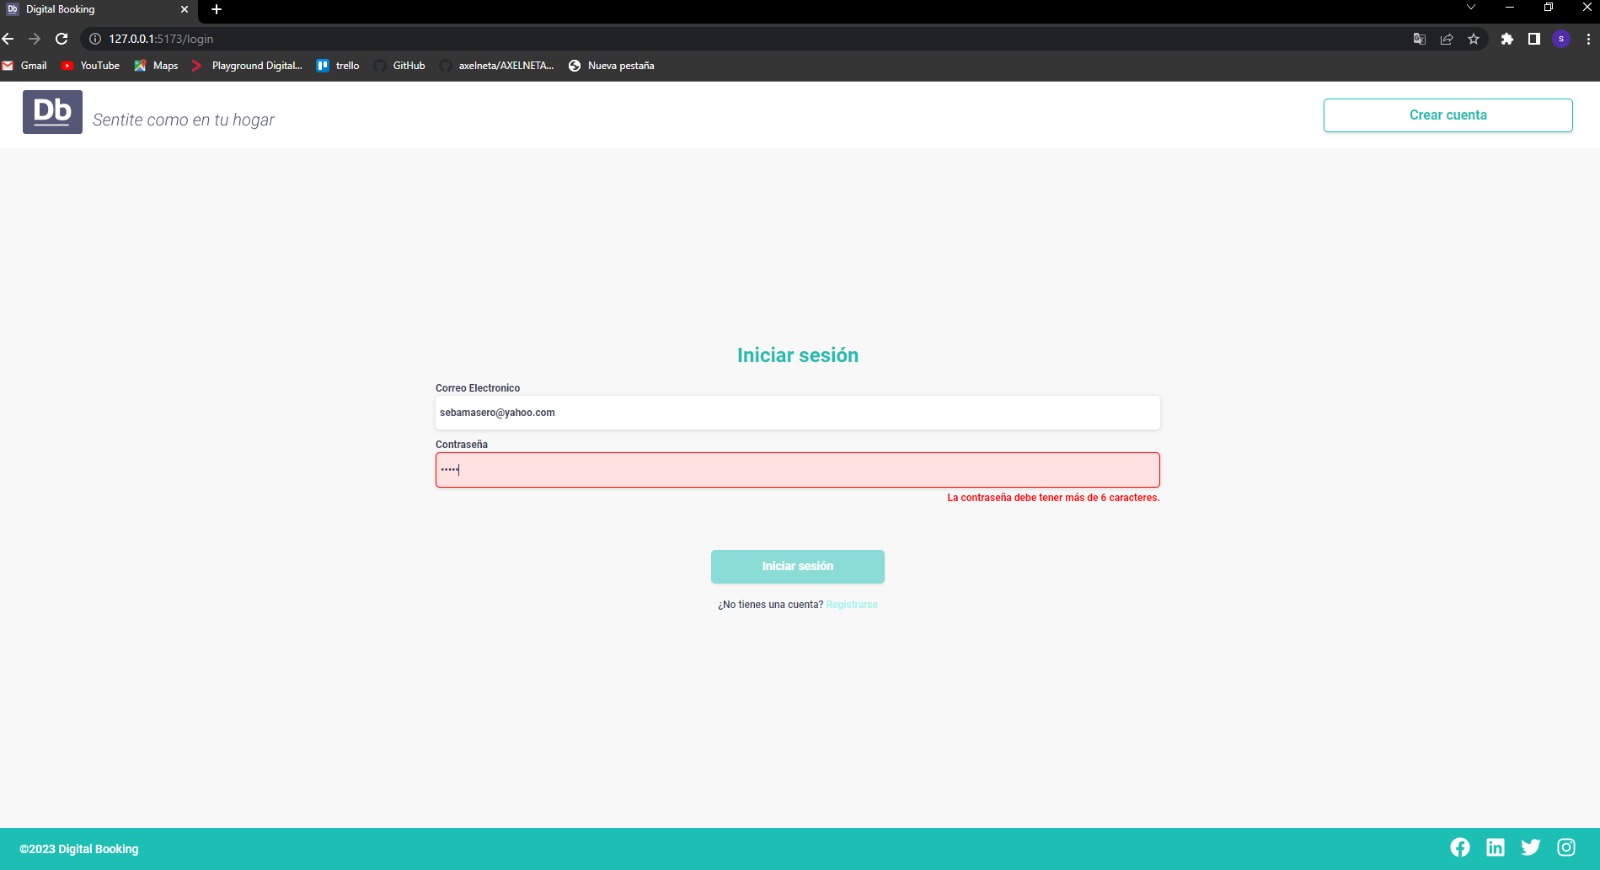 Db Digital Booking
127.0.0.1:5173/login
S
Gmail YouTube Maps Playground Digital... trello GitHub axelneta/AXELNETA... Nueva pestaña
Db Sentite como en tu hogar
Crear cuenta
Iniciar sesión
Correo Electronico
sebamasero@yahoo.com
Contraseña
•••••
La contraseña debe tener más de 6 caracteres.
Iniciar sesión
¿No tienes una cuenta? Registrarse
©2023 Digital Booking